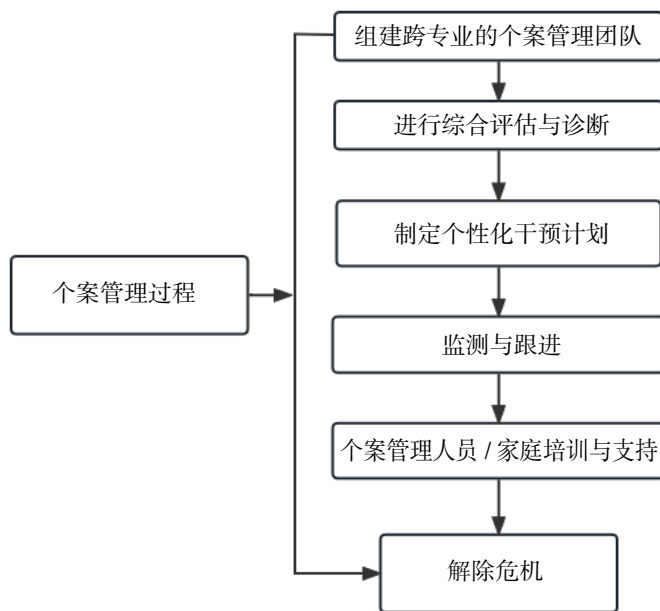 组建跨专业的个案管理团队
进行综合评估与诊断
制定个性化干预计划
个案管理过程
监测与跟进
个案管理人员 / 家庭培训与支持
解除危机